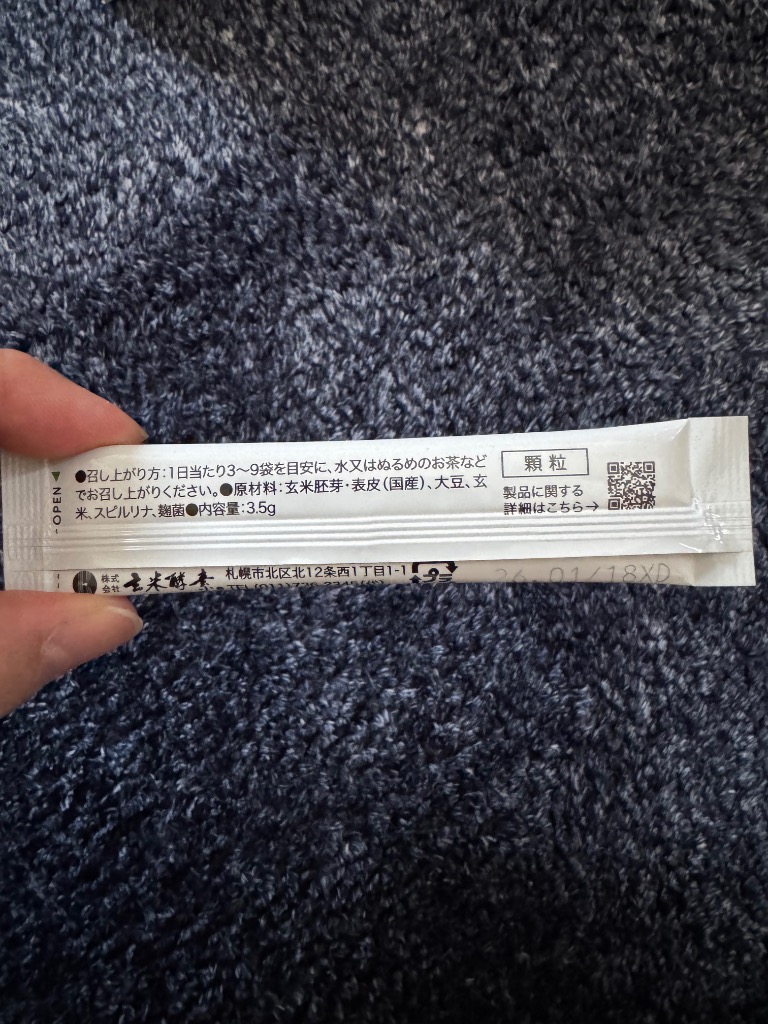 OPEN
●召し上がり方：1日当たり3〜9袋を目安に、水又はぬるめのお茶など
でお召し上がりください。●原材料：玄米胚芽・表皮（国産）、大豆、玄
米、スピルリナ、麹菌●内容量：3.5g
顆粒
製品に関する
詳細はこちら→
株式会社 玄米酵素 札幌市北区北12条西1丁目1-1
26.01/18XD